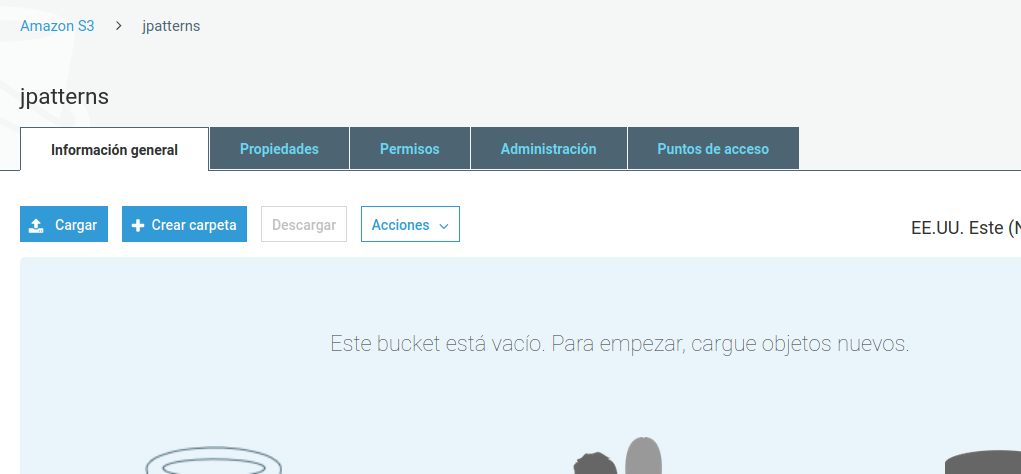 Amazon S3 > jpatterns
jpatterns
Información general Propiedades Permisos Administración Puntos de acceso
Cargar Crear carpeta Descargar Acciones
EE.UU. Este (
Este bucket está vacío. Para empezar, cargue objetos nuevos.